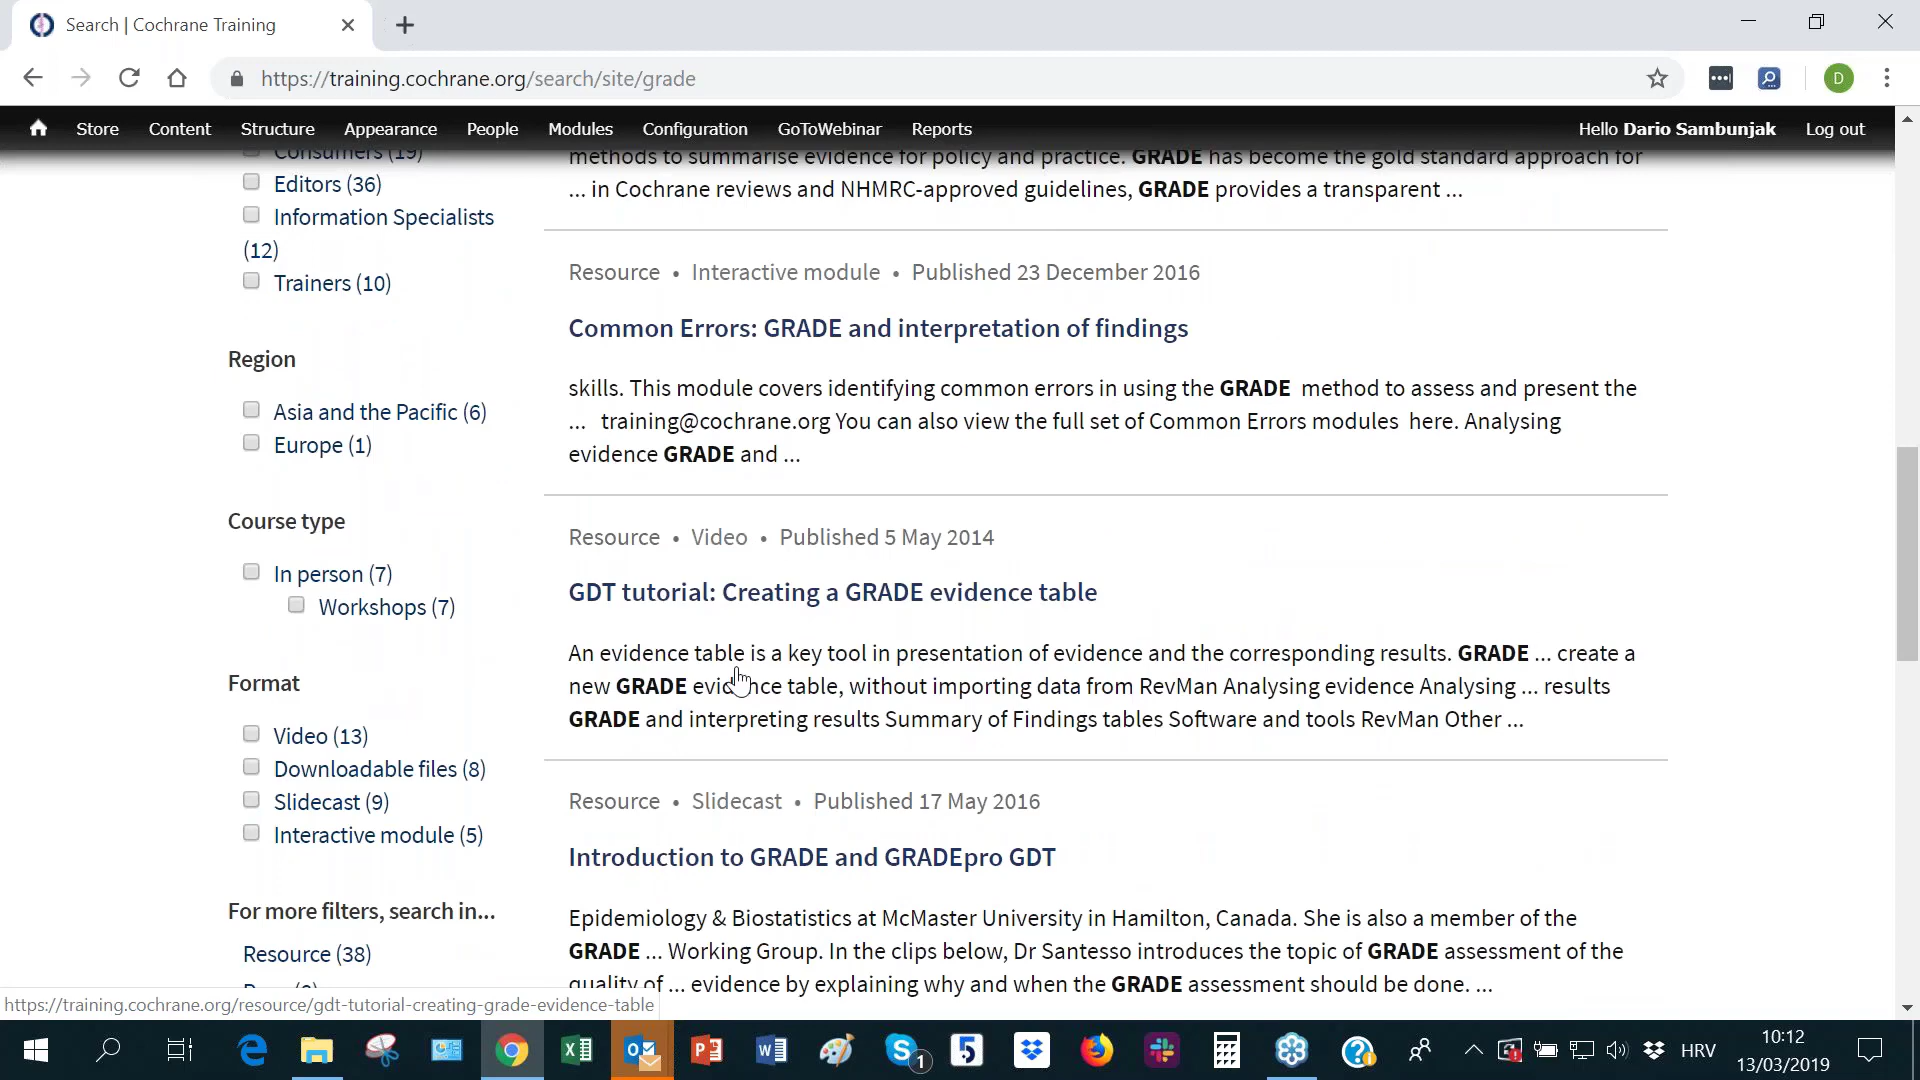 Search | Cochrane Training
https://training.cochrane.org/search/site/grade
D
Store Content Structure Appearance People Modules Configuration GoToWebinar Reports Hello Dario Sambunjak Log out
Consumers (19)
Editors (36)
Information Specialists
(12)
Trainers (10)
Region
Asia and the Pacific (6)
Europe (1)
Course type
In person (7)
Workshops (7)
Format
Video (13)
Downloadable files (8)
Slidecast (9)
Interactive module (5)
For more filters, search in...
Resource (38)
methods to summarise evidence for policy and practice. GRADE has become the gold standard approach for
... in Cochrane reviews and NHMRC-approved guidelines, GRADE provides a transparent ...
Resource • Interactive module • Published 23 December 2016
Common Errors: GRADE and interpretation of findings
skills. This module covers identifying common errors in using the GRADE method to assess and present the
... training@cochrane.org You can also view the full set of Common Errors modules here. Analysing
evidence GRADE and ...
Resource • Video • Published 5 May 2014
GDT tutorial: Creating a GRADE evidence table
An evidence table is a key tool in presentation of evidence and the corresponding results. GRADE ... create a
new GRADE evidence table, without importing data from RevMan Analysing evidence Analysing ... results
GRADE and interpreting results Summary of Findings tables Software and tools RevMan Other ...
Resource • Slidecast • Published 17 May 2016
Introduction to GRADE and GRADEpro GDT
Epidemiology & Biostatistics at McMaster University in Hamilton, Canada. She is also a member of the
GRADE ... Working Group. In the clips below, Dr Santesso introduces the topic of GRADE assessment of the
quality of ... evidence by explaining why and when the GRADE assessment should be done. ...
https://training.cochrane.org/resource/gdt-tutorial-creating-grade-evidence-table
1
5
HRV
10:12
13/03/2019